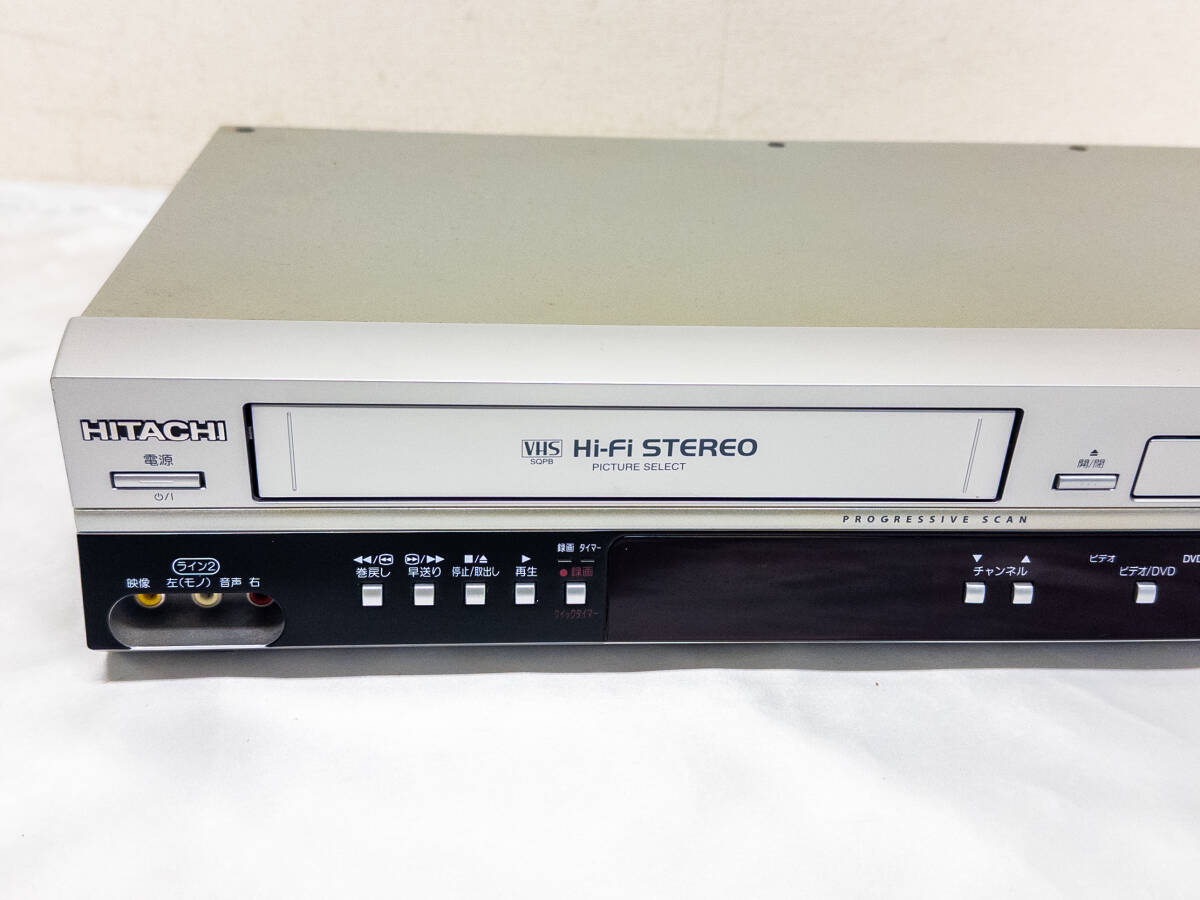 HITACHI
電源
⏻/I
VHS Hi-Fi STEREO
SQPB
PICTURE SELECT
▲
開/閉
PROGRESSIVE SCAN
ライン2
映像 左(モノ) 音声 右
◀◀/◀◀
巻戻し
▶▶/▶▶
早送り
■/▲
停止/取出し
▶
再生
録画 タイマー
●録画
クイックタイマー
▼ ▲
チャンネル
ビデオ DVD
ビデオ/DVD